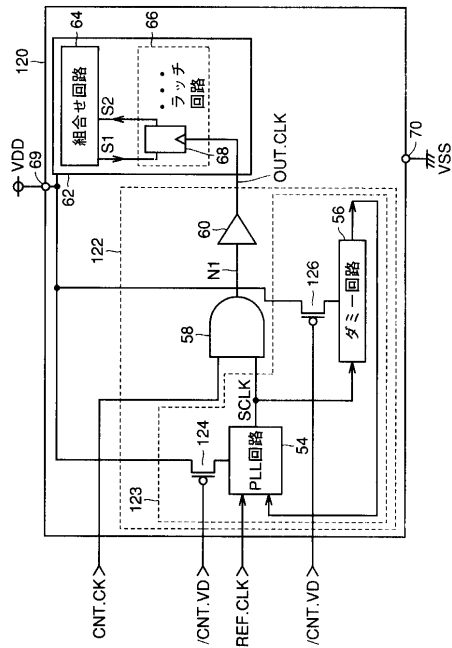 120
VDD
69
62
64
組合せ回路
S1
S2
66
・・・
ラッチ
回路
68
OUT.CLK
122
60
N1
58
123
124
SCLK
PLL回路
54
126
ダミー回路
56
70
VSS
CNT.CK
/CNT.VD
REF.CLK
/CNT.VD